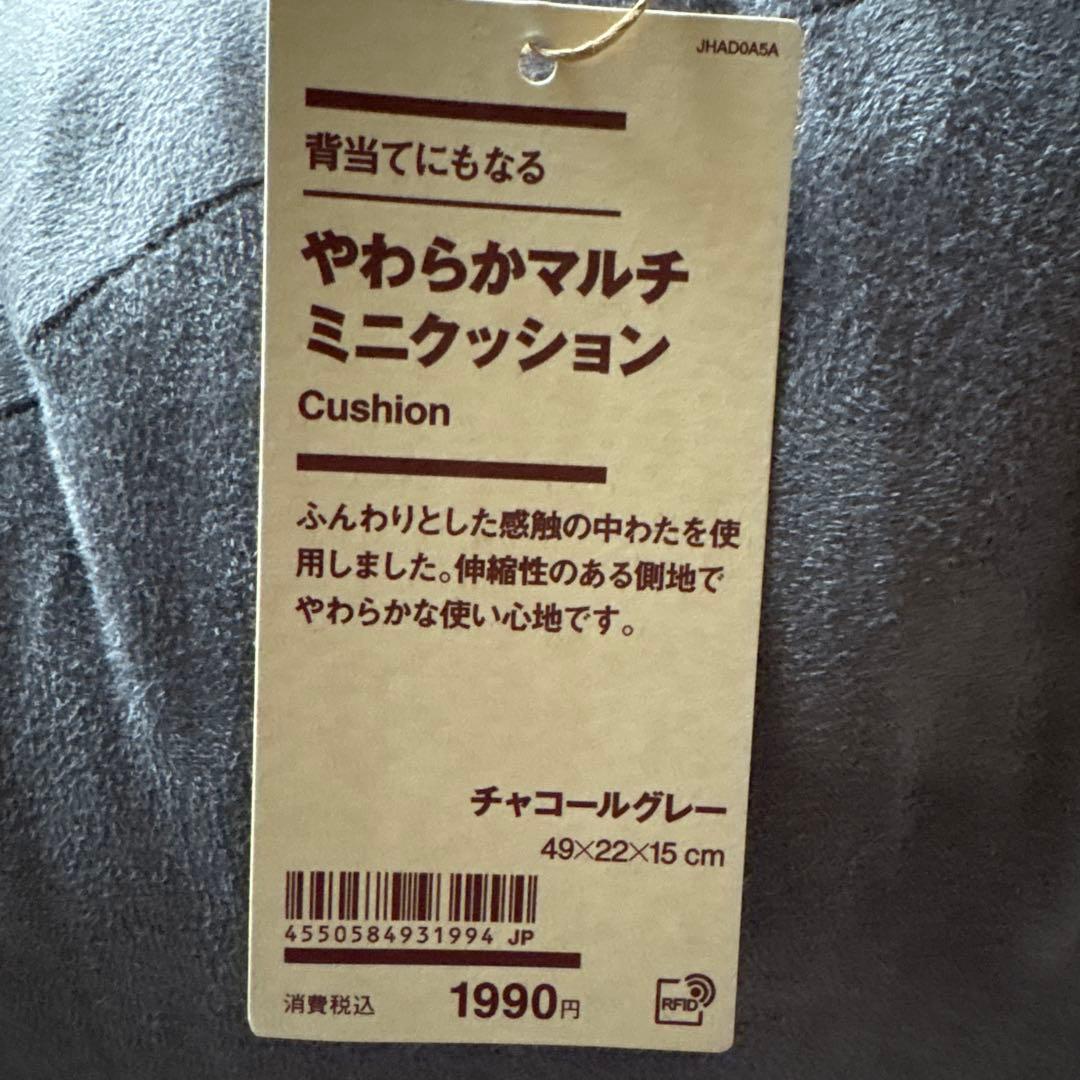 JHAD0A5A
背当てにもなる
やわらかマルチ
ミニクッション
Cushion
ふんわりとした感触の中わたを使
用しました。伸縮性のある側地で
やわらかな使い心地です。
チャコールグレー
49×22×15 cm
4550584931994 JP
消費税込 1990円
RFID